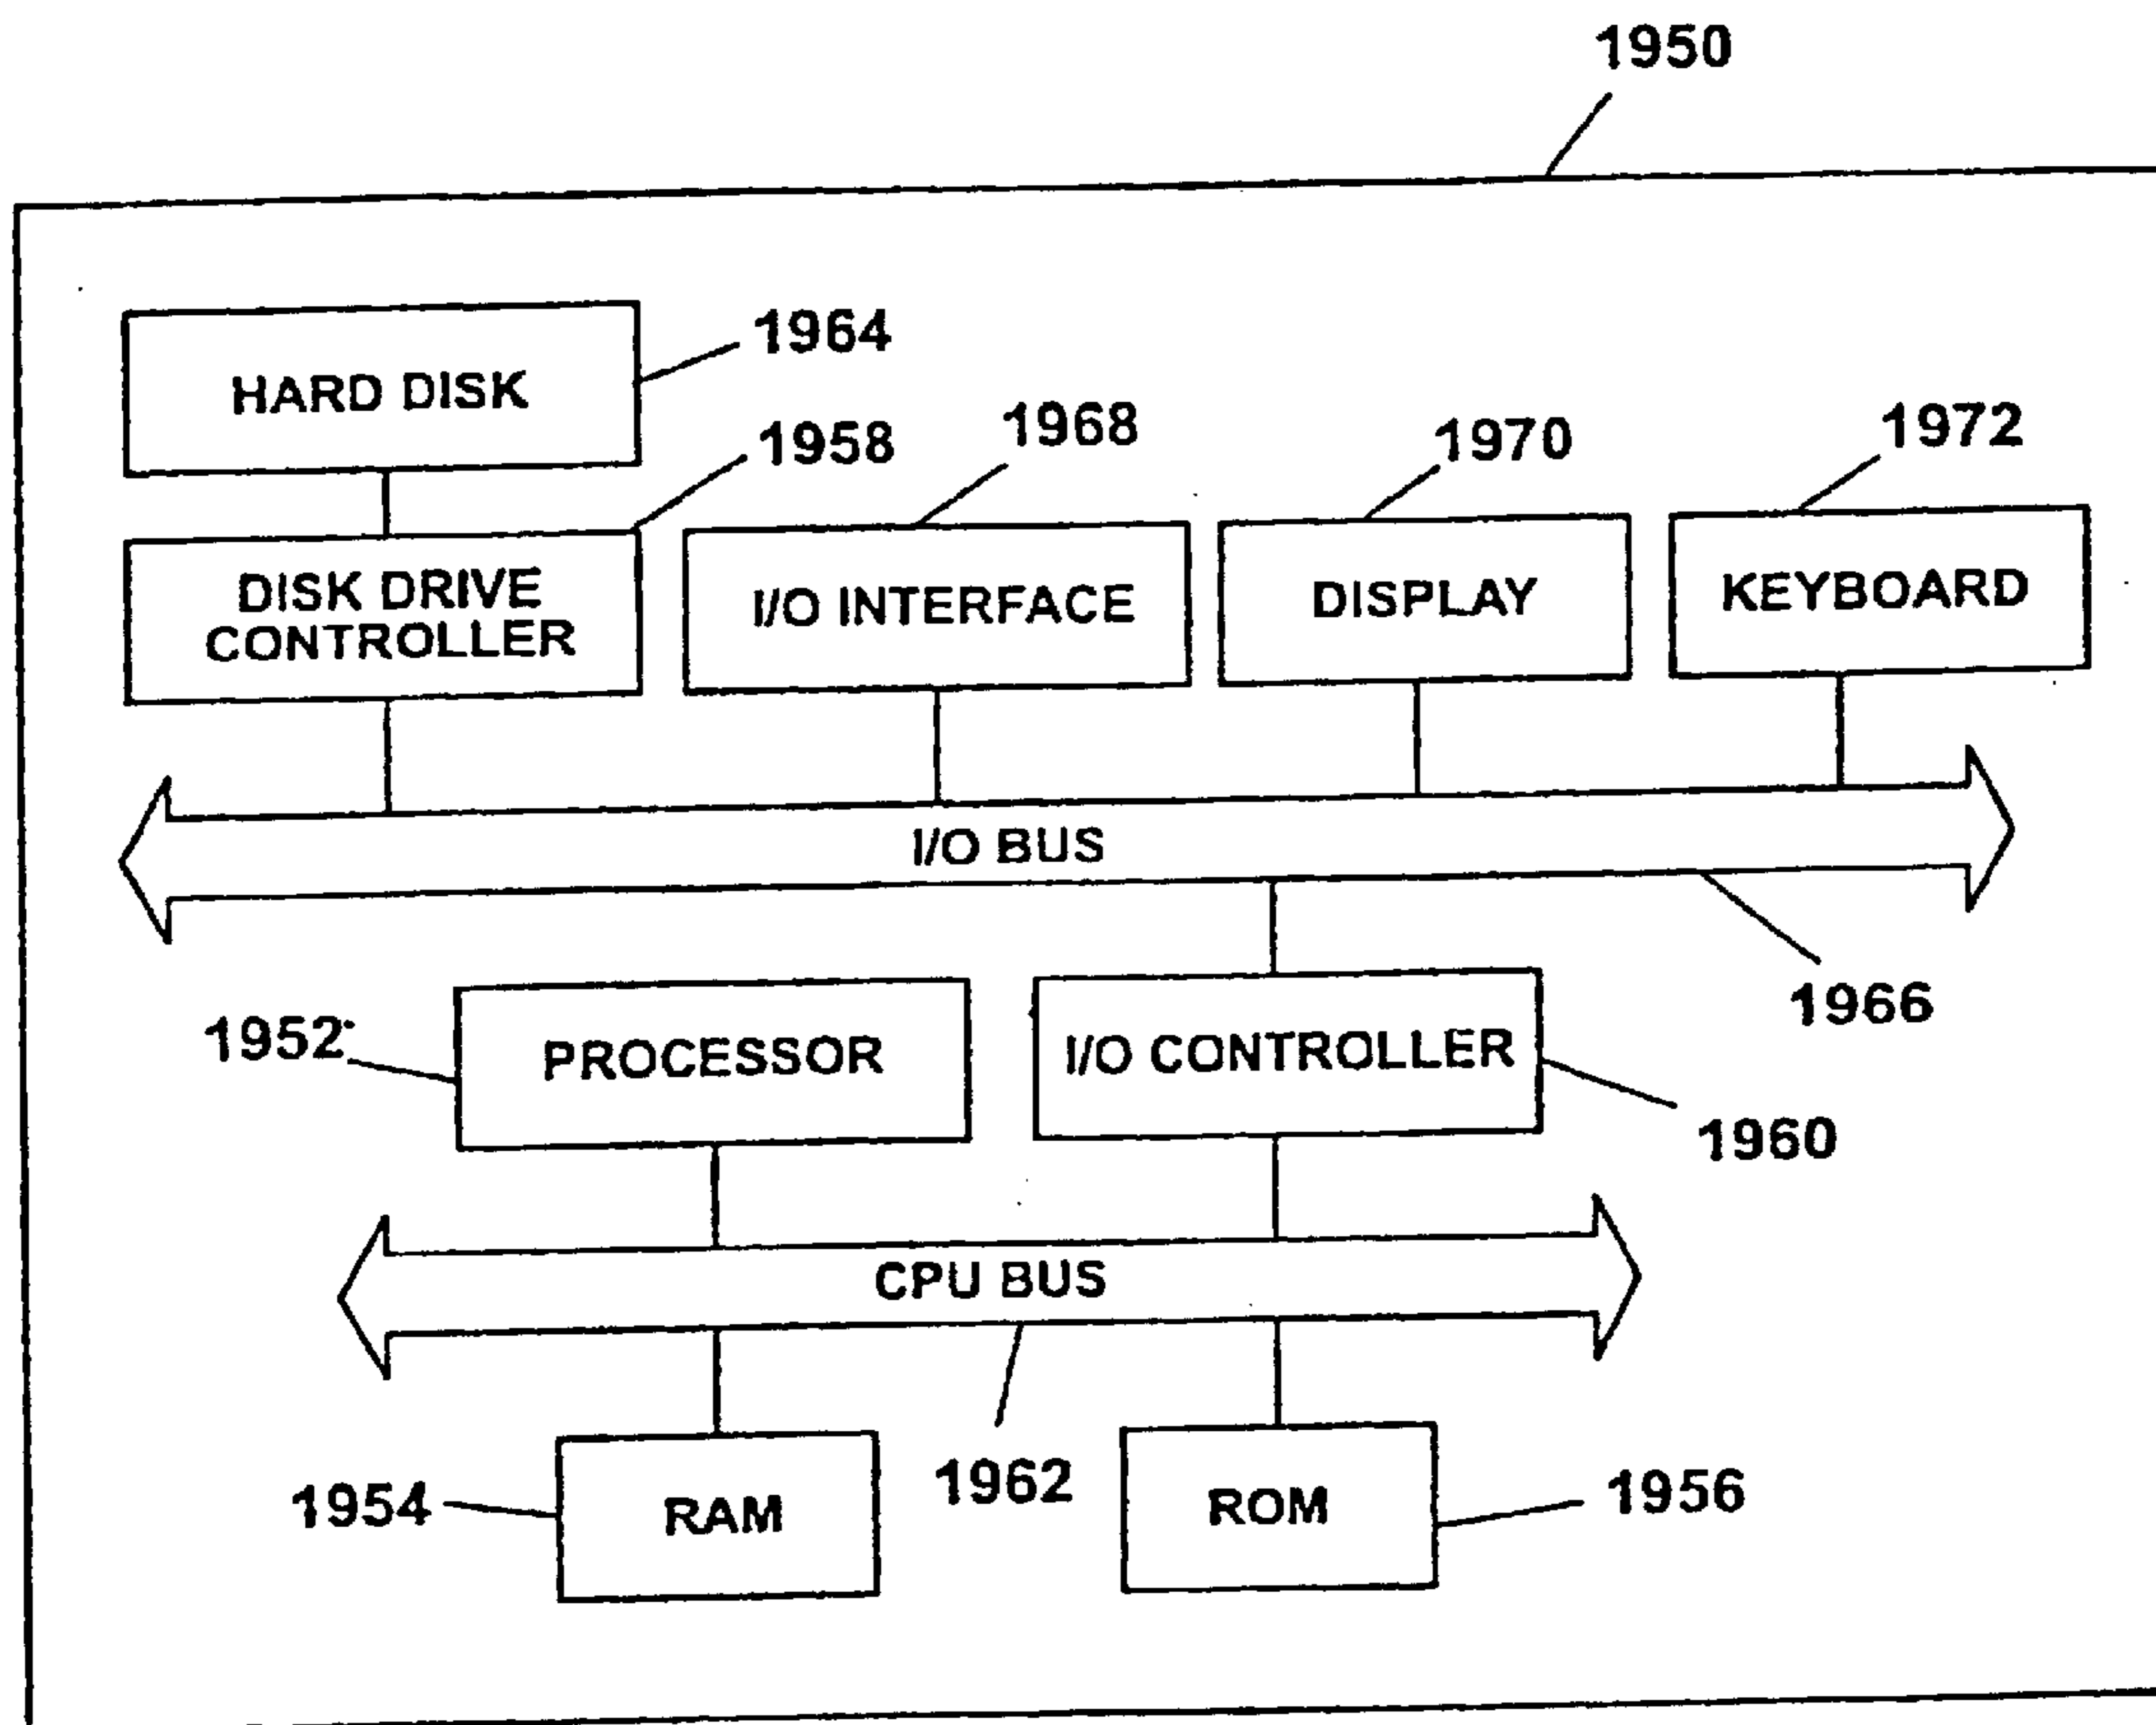 1950
HARD DISK
1964
1958
1968
1970
1972
DISK DRIVE
CONTROLLER
I/O INTERFACE
DISPLAY
KEYBOARD
I/O BUS
1966
1952
PROCESSOR
I/O CONTROLLER
1960
CPU BUS
1962
1954
RAM
ROM
1956